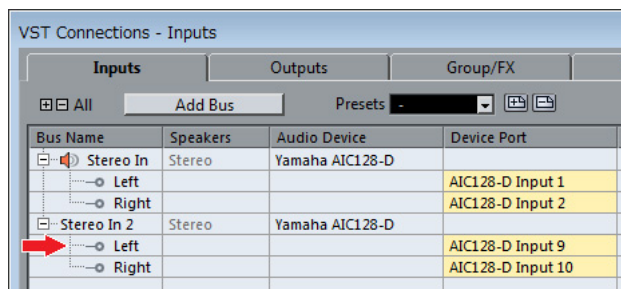 VST Connections - Inputs
Inputs Outputs Group/FX
All Add Bus Presets -
Bus Name Speakers Audio Device Device Port
Stereo In Stereo Yamaha AIC128-D
Left AIC128-D Input 1
Right AIC128-D Input 2
Stereo In 2 Stereo Yamaha AIC128-D
Left AIC128-D Input 9
Right AIC128-D Input 10